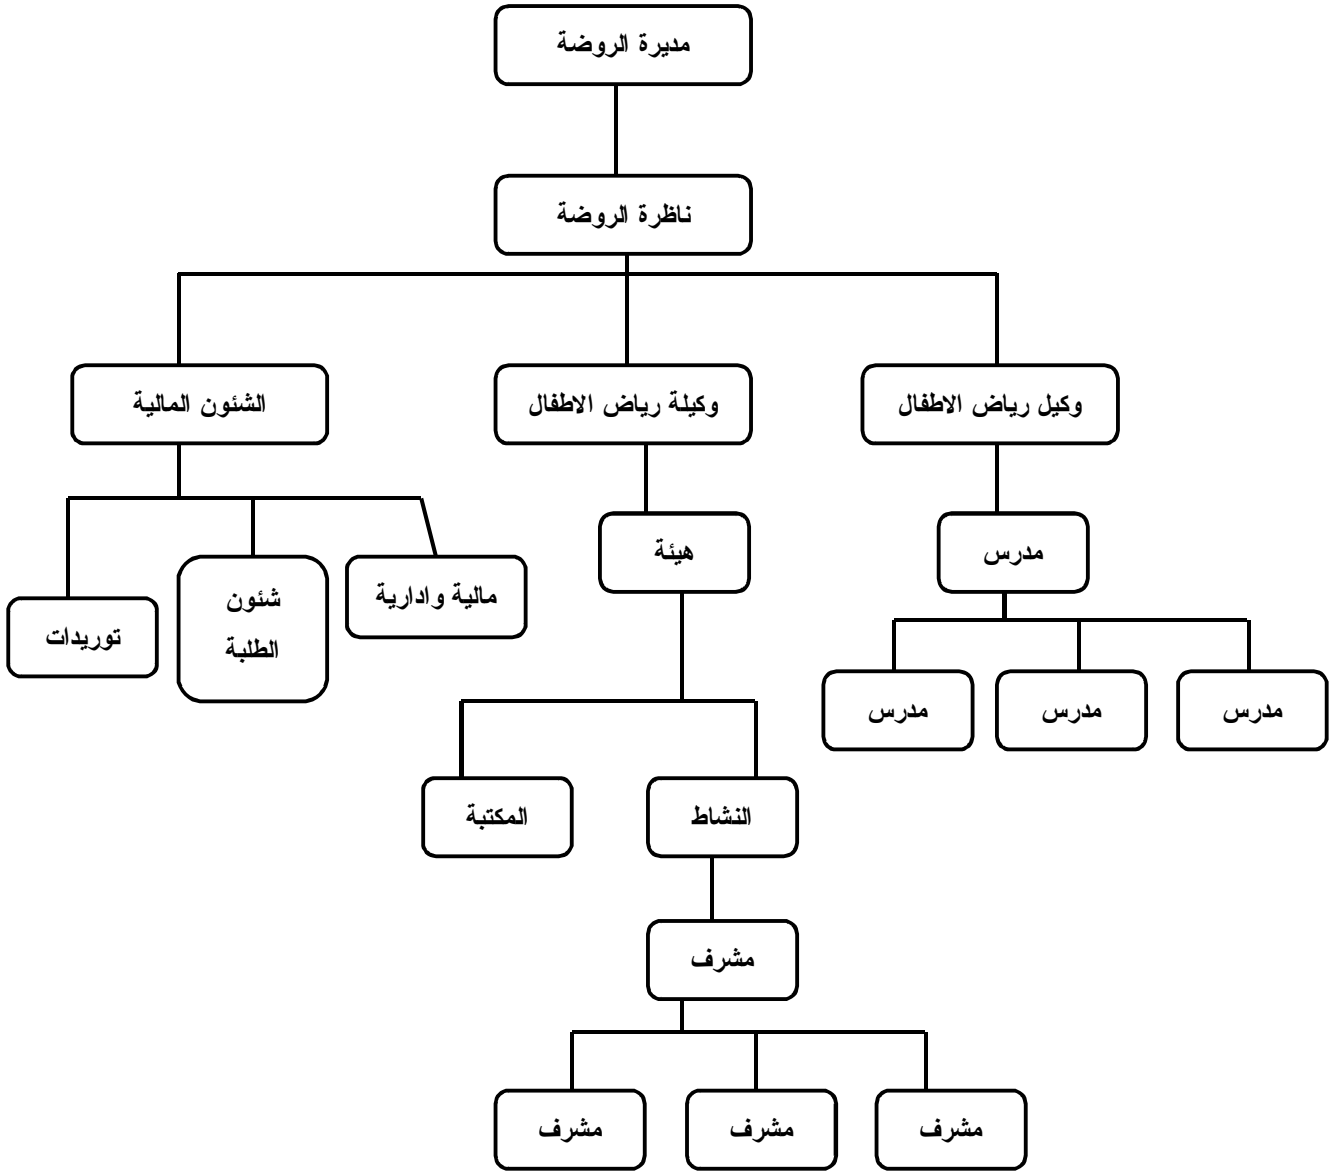 مديرة الروضة
ناظرة الروضة
وكيل رياض الاطفال
وكيلة رياض الاطفال
الشئون المالية
مدرس
هيئة
مالية وادارية
شئون
الطلبة
توريدات
مدرس
مدرس
مدرس
النشاط
المكتبة
مشرف
مشرف
مشرف
مشرف